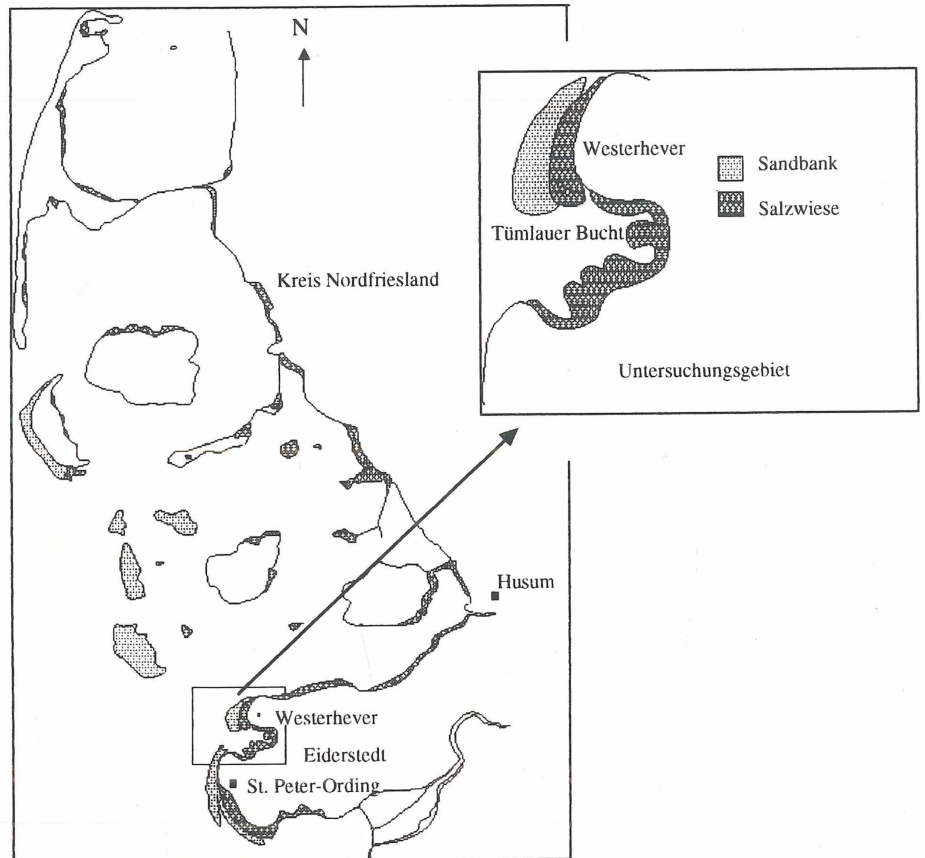 N
Westerhever
Sandbank
Salzwiese
Tümlauer Bucht
Kreis Nordfriesland
Untersuchungsgebiet
Husum
Westerhever
Eiderstedt
St. Peter-Ording